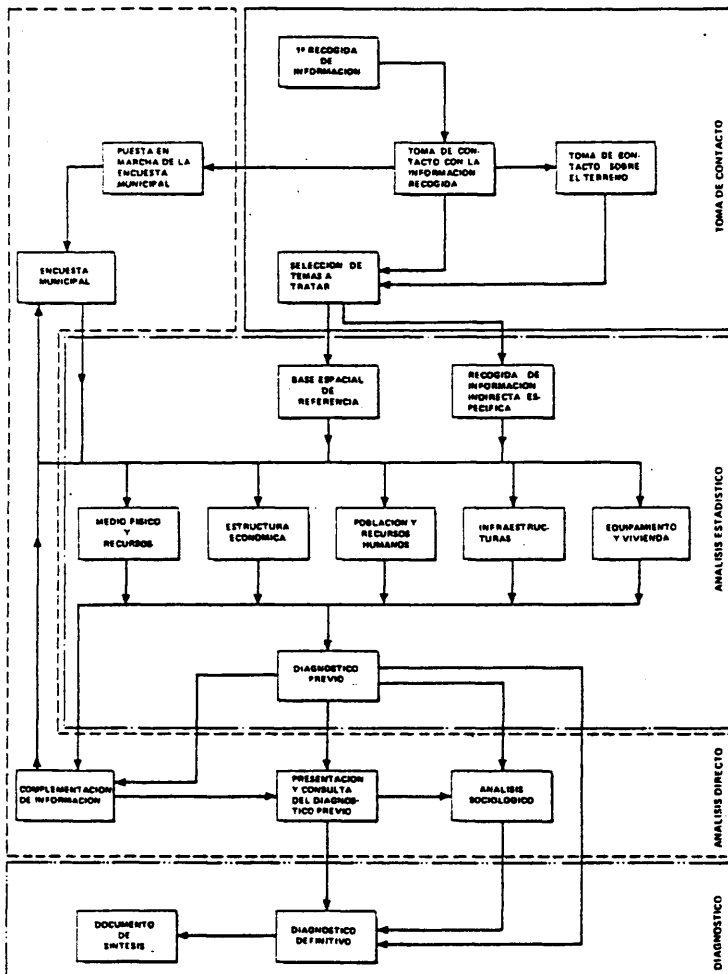 1ª RECOGIDA
DE
INFORMACION
PUESTA EN
MARCHA DE LA
ENCUESTA
MUNICIPAL
TOMA DE CON-
TACTO CON LA
INFORMACION
RECOGIDA
TOMA DE CON-
TACTO SOBRE
EL TERRENO
TOMA DE CONTACTO
ENCUESTA
MUNICIPAL
SELECCION DE
TEMAS A
TRATAR
BASE ESPACIAL
DE
REFERENCIA
RECOGIDA DE
INFORMACION
INDIRECTA ES-
PECIFICA
MEDIO FISICO
Y
RECURSOS
ESTRUCTURA
ECONOMICA
POBLACION Y
RECURSOS
HUMANOS
INFRAESTRUC-
TURAS
EQUIPAMIENTO
Y VIVIENDA
ANALISIS ESTADISTICO
DIAGNOSTICO
PREVIO
COMPLEMENTACION
DE INFORMACION
PRESENTACION
Y CONSULTA
DEL DIAGNOS-
TICO PREVIO
ANALISIS
SOCIOLOGICO
ANALISIS DIRECTO
DOCUMENTO
DE
SINTESIS
DIAGNOSTICO
DEFINITIVO
DIAGNOSTICO